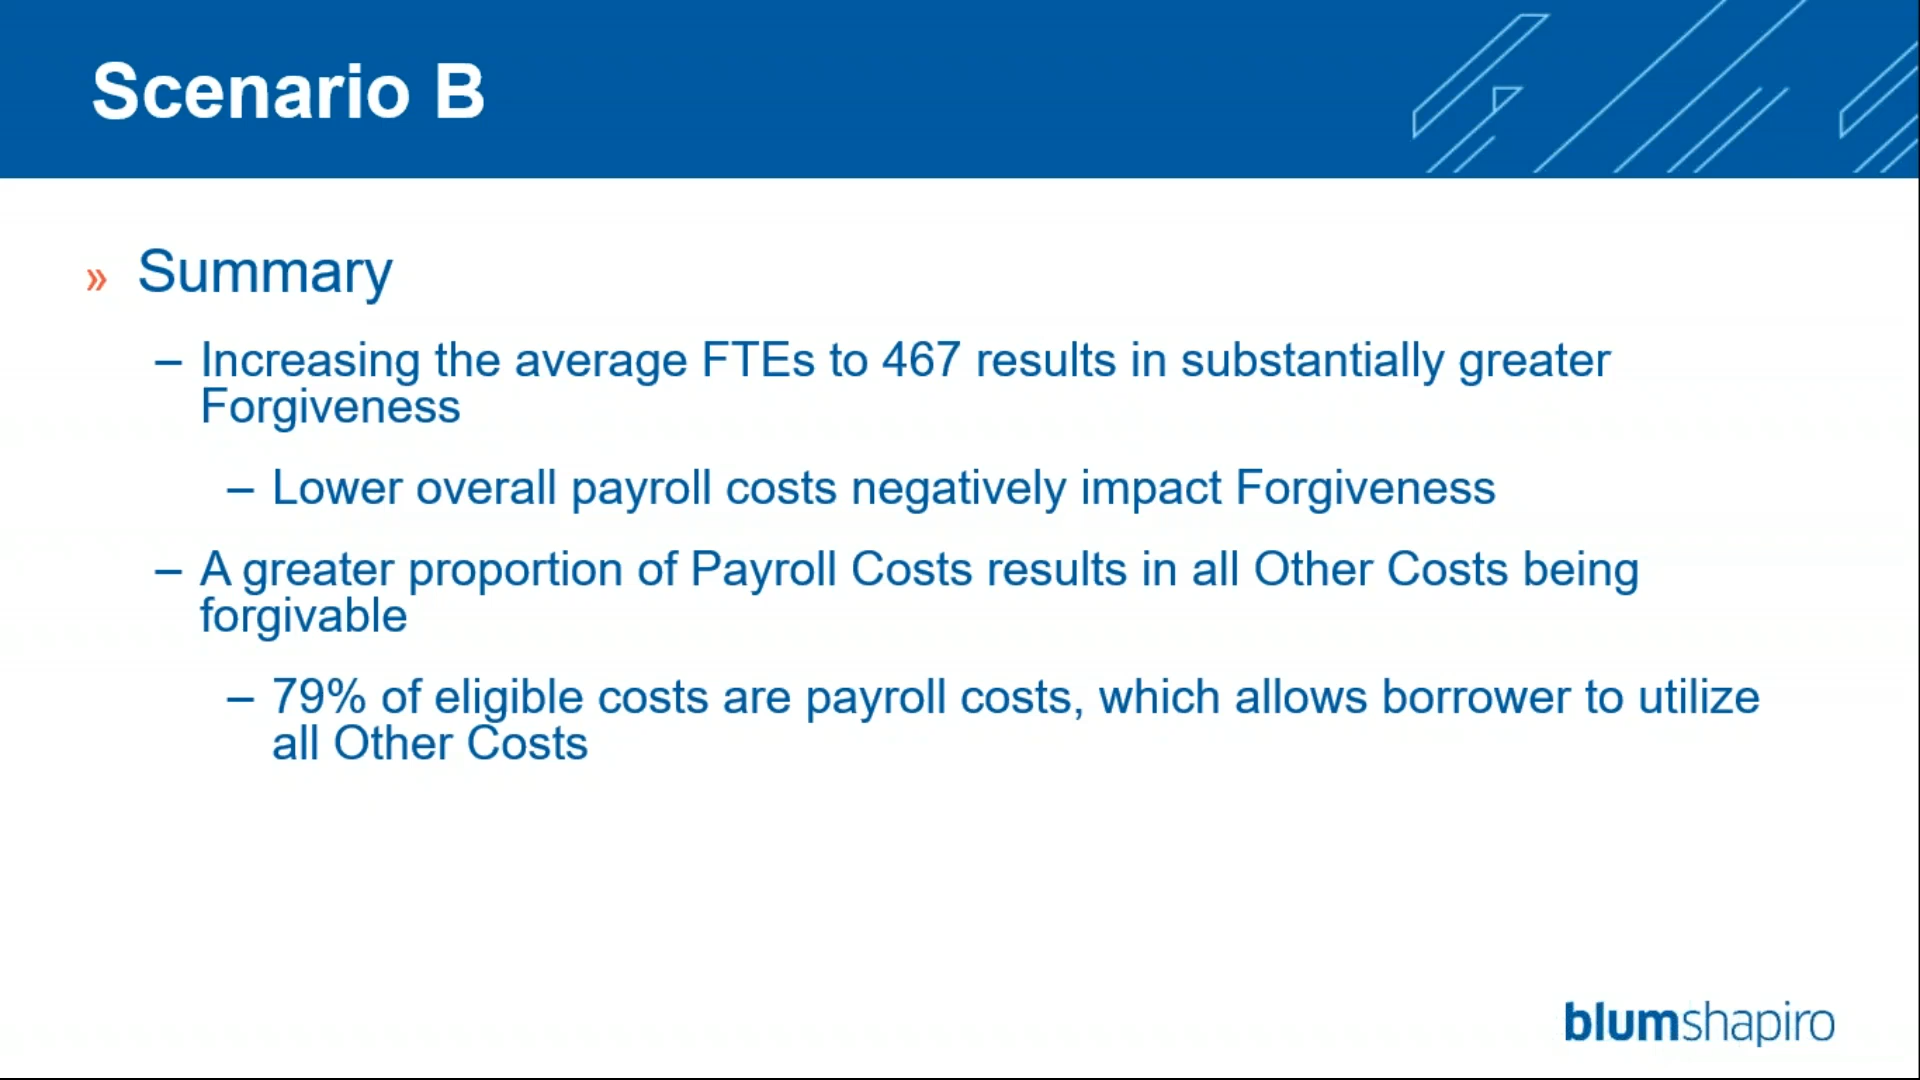 Scenario B
» Summary
– Increasing the average FTEs to 467 results in substantially greater
Forgiveness
– Lower overall payroll costs negatively impact Forgiveness
– A greater proportion of Payroll Costs results in all Other Costs being
forgivable
– 79% of eligible costs are payroll costs, which allows borrower to utilize
all Other Costs
blumshapiro